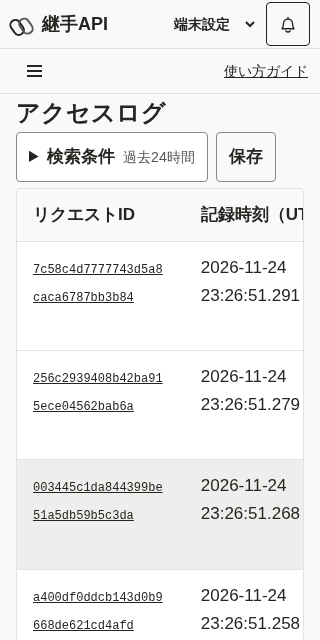 継手API 端末設定
使い方ガイド
アクセスログ
▶ 検索条件 過去24時間 保存
リクエストID 記録時刻（UT
7c58c4d7777743d5a8 2026-11-24
caca6787bb3b84 23:26:51.291
256c2939408b42ba91 2026-11-24
5ece04562bab6a 23:26:51.279
003445c1da844399be 2026-11-24
51a5db59b5c3da 23:26:51.268
a400df0ddcb143d0b9 2026-11-24
668de621cd4afd 23:26:51.258